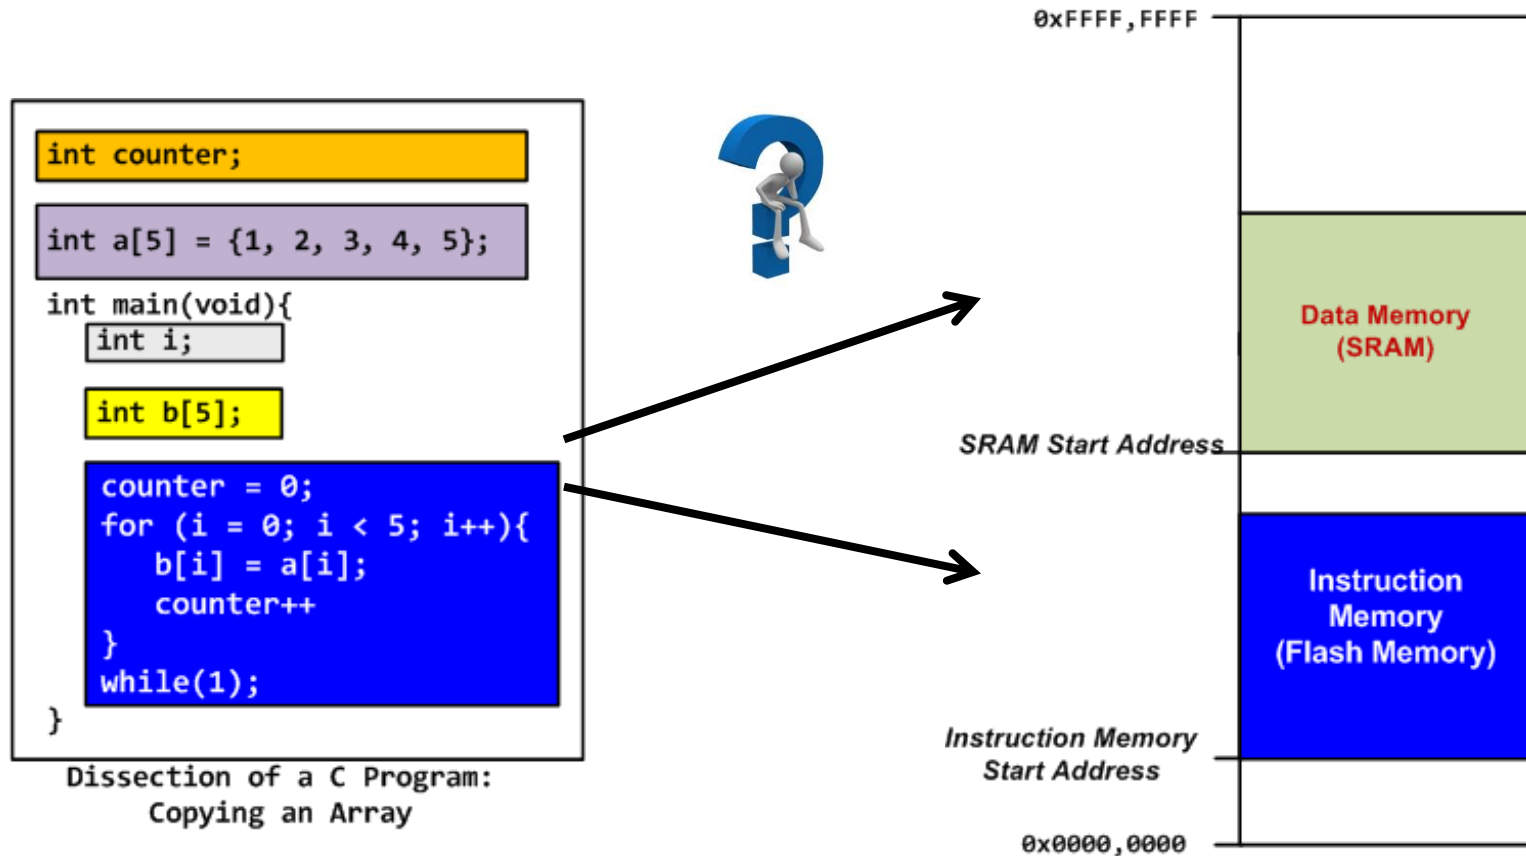 int counter;
int a[5] = {1, 2, 3, 4, 5};
int main(void){
int i;
int b[5];
counter = 0;
for (i = 0; i < 5; i++){
b[i] = a[i];
counter++
}
while(1);
}
Dissection of a C Program:
Copying an Array
0xFFFF,FFFF
Data Memory
(SRAM)
SRAM Start Address
Instruction
Memory
(Flash Memory)
Instruction Memory
Start Address
0x0000,0000